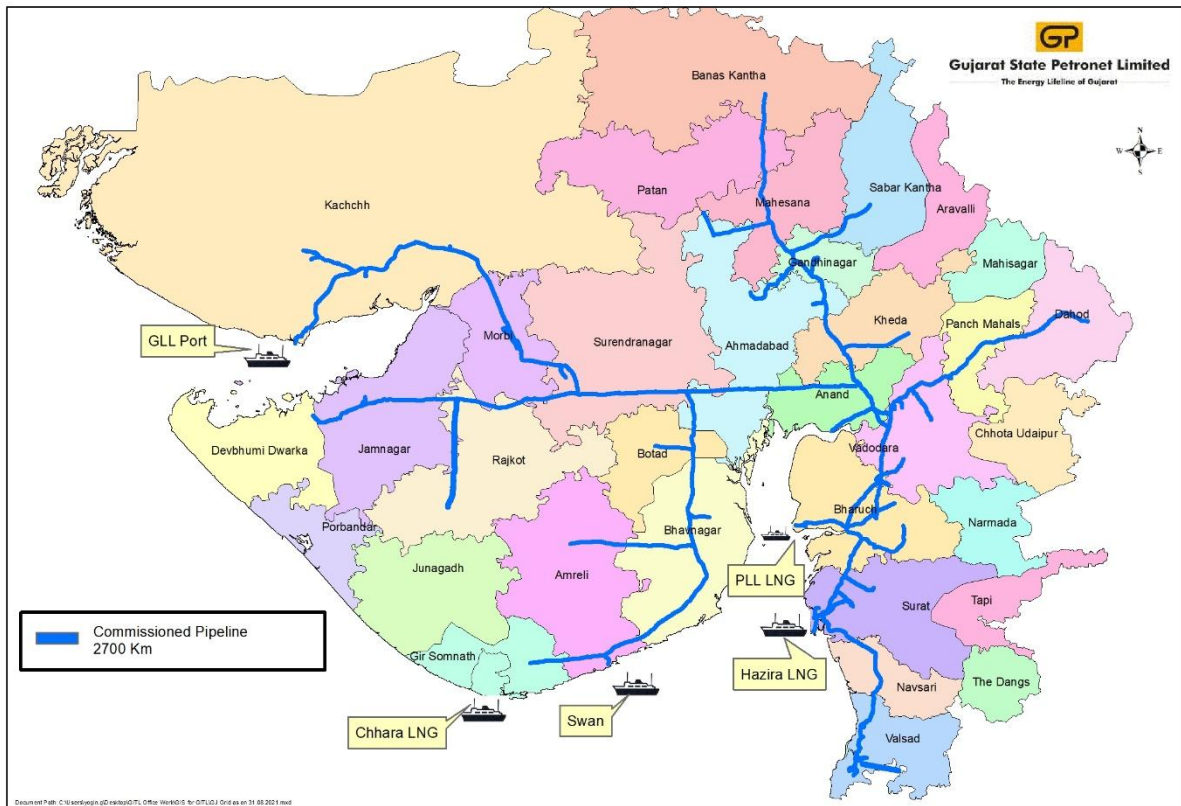 GP
Gujarat State Petronet Limited
The Energy Lifeline of Gujarat
N
W E
S
Banas Kantha
Patan
Mahesana
Sabar Kantha
Aravalli
Kachchh
Gandhinagar
Mahisagar
GLL Port
Morbi
Surendranagar
Ahmadabad
Kheda
Panch Mahals
Dahod
Anand
Devbhumi Dwarka
Jamnagar
Rajkot
Botad
Vadodara
Chhota Udaipur
Porbandar
Bhavnagar
Bharuch
Narmada
Junagadh
Amreli
PLL LNG
Surat
Tapi
Commissioned Pipeline
2700 Km
Gir Somnath
Hazira LNG
Navsari
The Dangs
Chhara LNG
Swan
Valsad